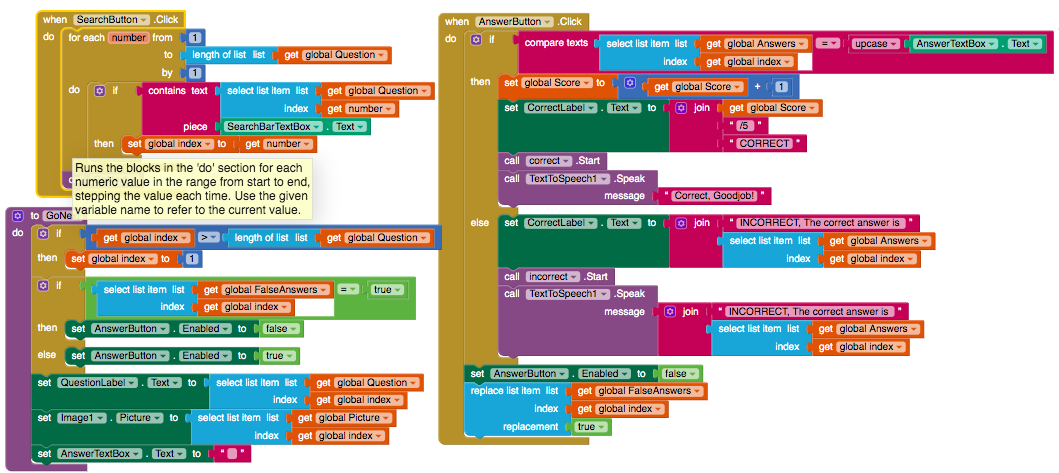 when SearchButton .Click
do for each number from 1
to length of list list get global Question
by 1
do if contains text select list item list get global Question
index get number
piece SearchBarTextBox . Text
then set global index to get number
Runs the blocks in the 'do' section for each
numeric value in the range from start to end,
stepping the value each time. Use the given
variable name to refer to the current value.
to GoNe
do if get global index > length of list list get global Question
then set global index to 1
if select list item list get global FalseAnswers = true
index get global index
then set AnswerButton . Enabled to false
else set AnswerButton . Enabled to true
set QuestionLabel . Text to select list item list get global Question
index get global index
set Image1 . Picture to select list item list get global Picture
index get global index
set AnswerTextBox . Text to " "
when AnswerButton .Click
do if compare texts select list item list get global Answers = upcase AnswerTextBox . Text
index get global index
then set global Score to get global Score + 1
set CorrectLabel . Text to join get global Score
" /5 "
" CORRECT "
call correct .Start
call TextToSpeech1 .Speak
message " Correct, Goodjob! "
else set CorrectLabel . Text to join " INCORRECT, The correct answer is "
select list item list get global Answers
index get global index
call incorrect .Start
call TextToSpeech1 .Speak
message join " INCORRECT, The correct answer is "
select list item list get global Answers
index get global index
set AnswerButton . Enabled to false
replace list item list get global FalseAnswers
index get global index
replacement true